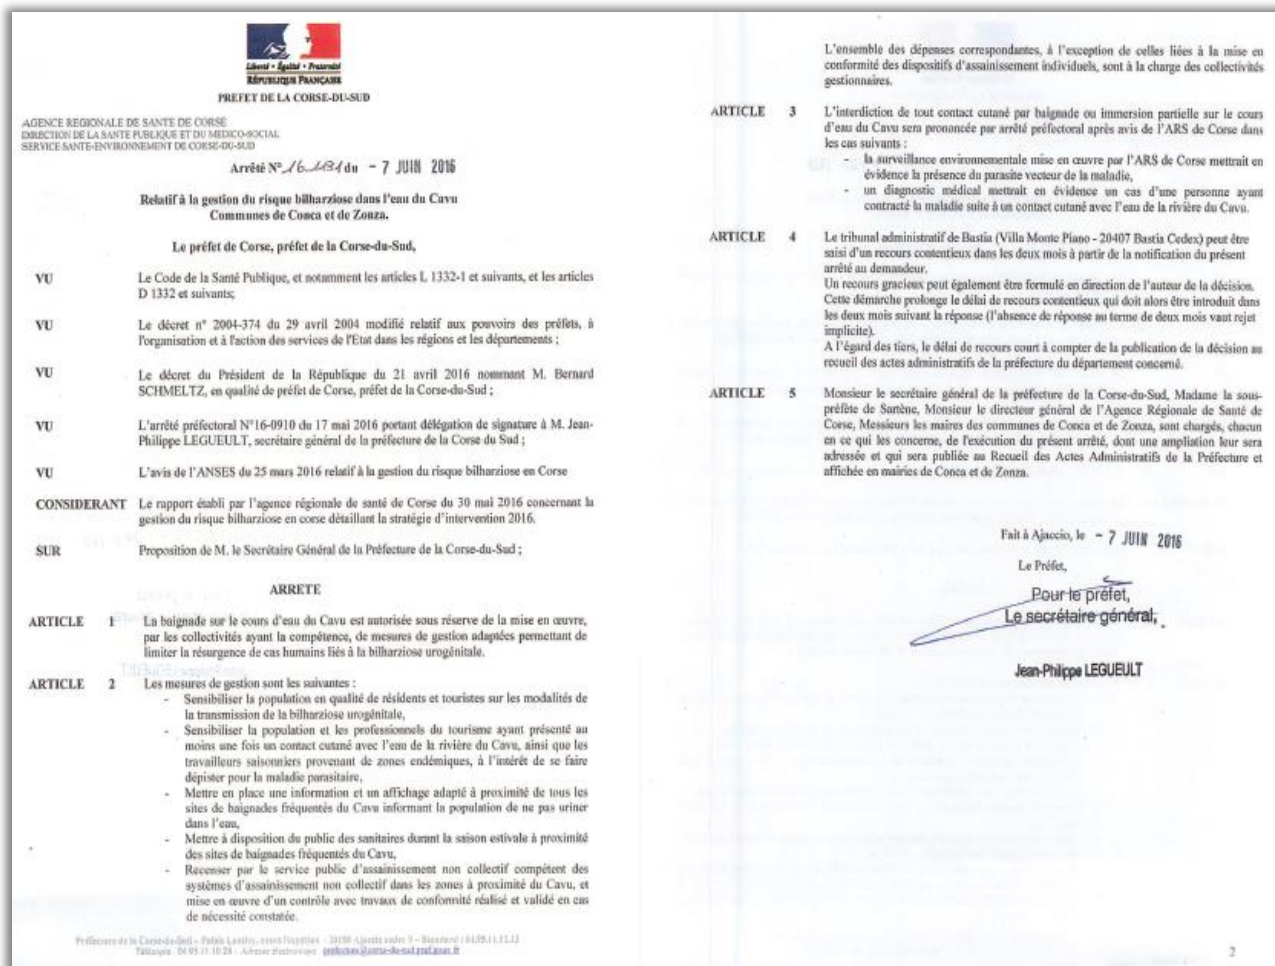 Liberté • Égalité • Fraternité
RÉPUBLIQUE FRANÇAISE
PREFET DE LA CORSE-DU-SUD
AGENCE REGIONALE DE SANTE DE CORSE
DIRECTION DE LA SANTE PUBLIQUE ET DU MEDICO-SOCIAL
SERVICE SANTE-ENVIRONNEMENT DE CORSE-DU-SUD
Arrêté N° du - 7 JUIN 2016
Relatif à la gestion du risque bilharziose dans l'eau du Cavu
Communes de Conca et de Zonza.
Le préfet de Corse, préfet de la Corse-du-Sud,
VU Le Code de la Santé Publique, et notamment les articles L 1332-1 et suivants, et les articles
D 1332 et suivants;
VU Le décret n° 2004-374 du 29 avril 2004 modifié relatif aux pouvoirs des préfets, à
l'organisation et à l'action des services de l'Etat dans les régions et les départements ;
VU Le décret du Président de la République du 21 avril 2016 nommant M. Bernard
SCHMELTZ, en qualité de préfet de Corse, préfet de la Corse-du-Sud ;
VU L'arrêté préfectoral N°16-0910 du 17 mai 2016 portant délégation de signature à M. Jean-
Philippe LEGUEULT, secrétaire général de la préfecture de la Corse du Sud ;
VU L'avis de l'ANSES du 25 mars 2016 relatif à la gestion du risque bilharziose en Corse
CONSIDERANT Le rapport établi par l'agence régionale de santé de Corse du 30 mai 2016 concernant la
gestion du risque bilharziose en corse détaillant la stratégie d'intervention 2016.
SUR Proposition de M. le Secrétaire Général de la Préfecture de la Corse-du-Sud ;
ARRETE
ARTICLE 1 La baignade sur le cours d'eau du Cavu est autorisée sous réserve de la mise en œuvre,
par les collectivités ayant la compétence, de mesures de gestion adaptées permettant de
limiter la résurgence de cas humains liés à la bilharziose urogénitale.
ARTICLE 2 Les mesures de gestion sont les suivantes :
- Sensibiliser la population en qualité de résidents et touristes sur les modalités de
la transmission de la bilharziose urogénitale,
- Sensibiliser la population et les professionnels du tourisme ayant présenté au
moins une fois un contact cutané avec l'eau de la rivière du Cavu, ainsi que les
travailleurs saisonniers provenant de zones endémiques, à l'intérêt de se faire
dépister pour la maladie parasitaire,
- Mettre en place une information et un affichage adapté à proximité de tous les
sites de baignades fréquentés du Cavu informant la population de ne pas uriner
dans l'eau,
- Mettre à disposition du public des sanitaires durant la saison estivale à proximité
des sites de baignades fréquentés du Cavu,
- Recenser par le service public d'assainissement non collectif compétent des
systèmes d'assainissement non collectif dans les zones à proximité du Cavu, et
mise en œuvre d'un contrôle avec travaux de conformité réalisé et validé en cas
de nécessité constatée.
Préfecture de la Corse-du-Sud – Palais Lantivy
L'ensemble des dépenses correspondantes, à l'exception de celles liées à la mise en
conformité des dispositifs d'assainissement individuels, sont à la charge des collectivités
gestionnaires.
ARTICLE 3 L'interdiction de tout contact cutané par baignade ou immersion partielle sur le cours
d'eau du Cavu sera prononcée par arrêté préfectoral après avis de l'ARS de Corse dans
les cas suivants :
- la surveillance environnementale mise en œuvre par l'ARS de Corse mettrait en
évidence la présence du parasite vecteur de la maladie,
- un diagnostic médical mettrait en évidence un cas d'une personne ayant
contracté la maladie suite à un contact cutané avec l'eau de la rivière du Cavu.
ARTICLE 4 Le tribunal administratif de Bastia (Villa Monte Piano - 20407 Bastia Cedex) peut être
saisi d'un recours contentieux dans les deux mois à partir de la notification du présent
arrêté au demandeur.
Un recours gracieux peut également être formulé en direction de l'auteur de la décision.
Cette démarche prolonge le délai de recours contentieux qui doit alors être introduit dans
les deux mois suivant la réponse (l'absence de réponse au terme de deux mois vaut rejet
implicite).
A l'égard des tiers, le délai de recours court à compter de la publication de la décision au
recueil des actes administratifs de la préfecture du département concerné.
ARTICLE 5 Monsieur le secrétaire général de la préfecture de la Corse-du-Sud, Madame la sous-
préfète de Sartène, Monsieur le directeur général de l'Agence Régionale de Santé de
Corse, Messieurs les maires des communes de Conca et de Zonza, sont chargés, chacun
en ce qui les concerne, de l'exécution du présent arrêté, dont une ampliation leur sera
adressée et qui sera publiée au Recueil des Actes Administratifs de la Préfecture et
affichée en mairies de Conca et de Zonza.
Fait à Ajaccio, le - 7 JUIN 2016
Le Préfet,
Pour le préfet,
Le secrétaire général,
Jean-Philippe LEGUEULT
2